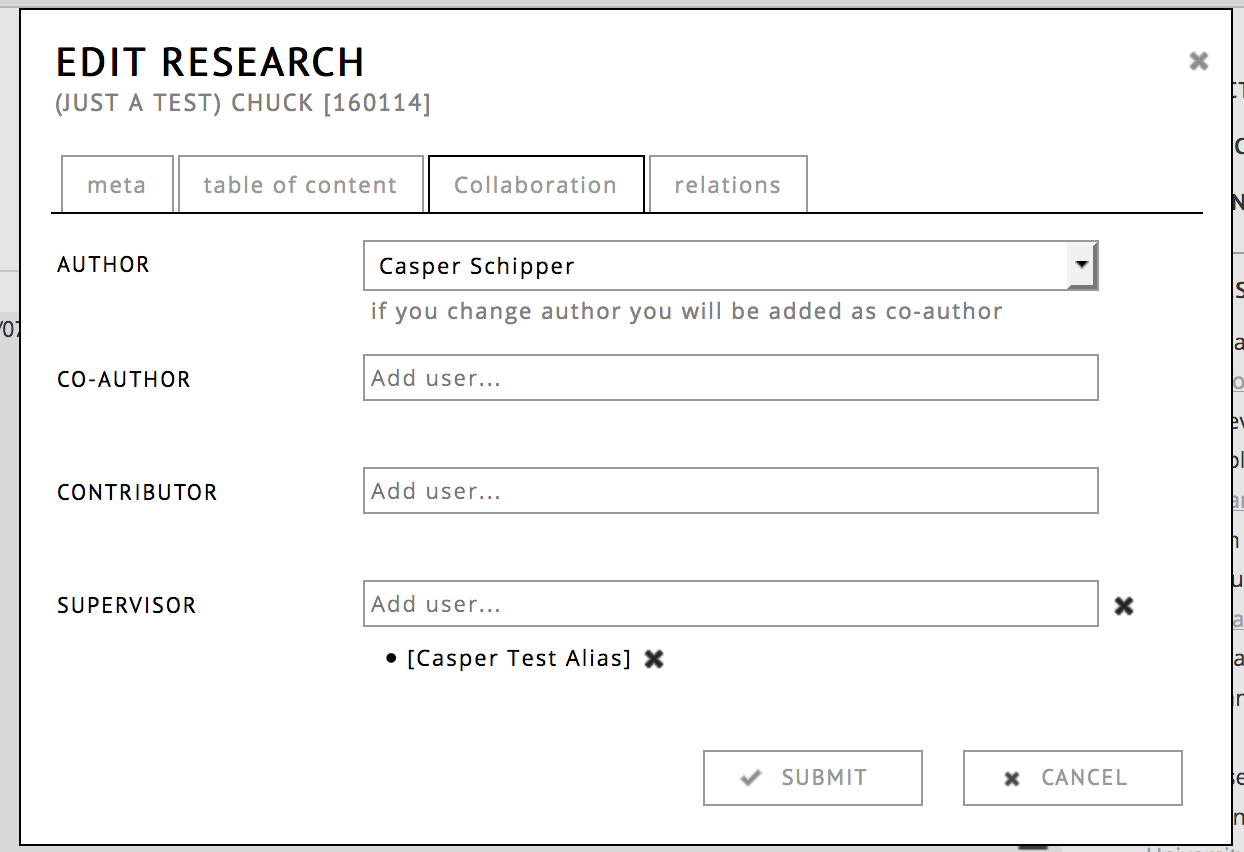 EDIT RESEARCH
(JUST A TEST) CHUCK [160114]
meta table of content Collaboration relations
AUTHOR Casper Schipper
if you change author you will be added as co-author
CO-AUTHOR Add user...
CONTRIBUTOR Add user...
SUPERVISOR Add user...
[Casper Test Alias]
SUBMIT CANCEL